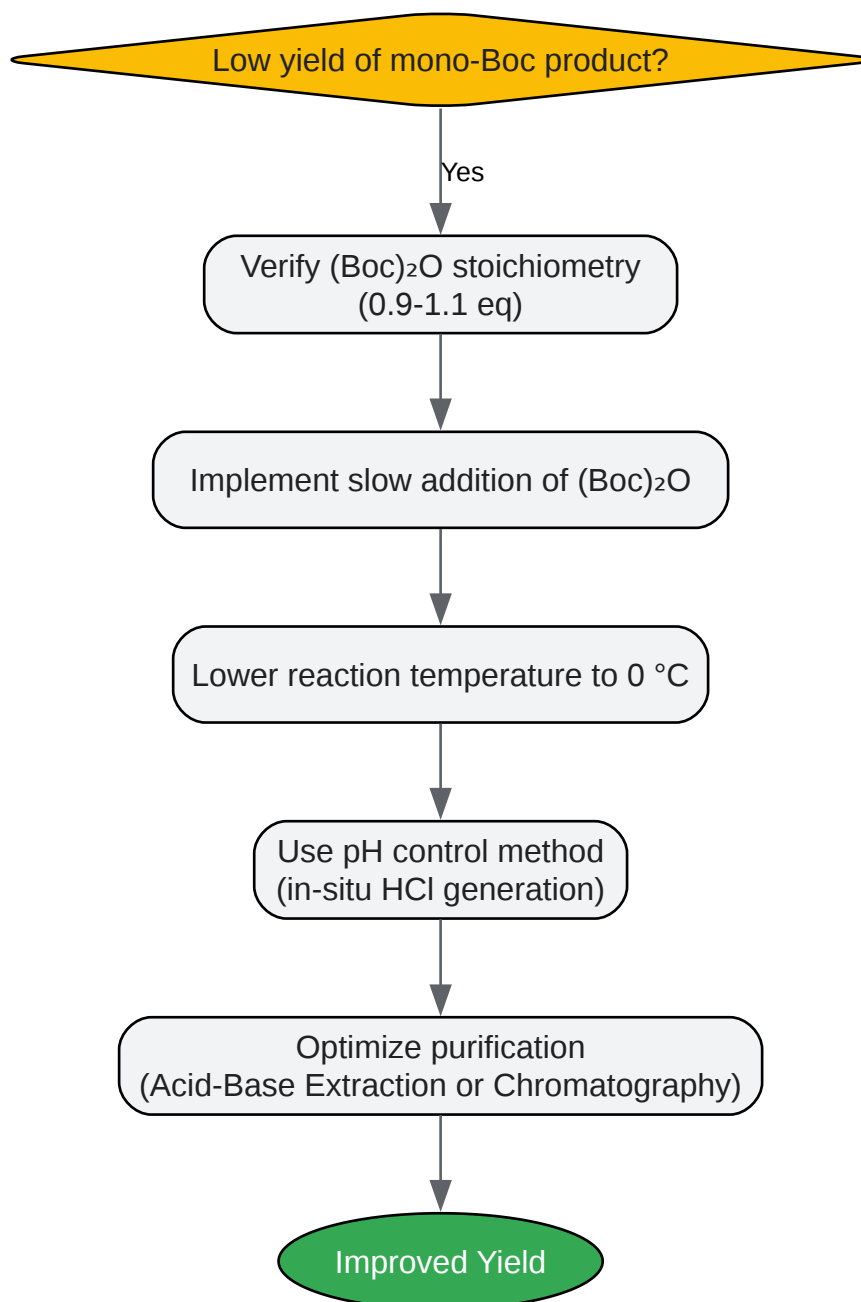 Low yield of mono-Boc product?
Yes
Verify (Boc)₂O stoichiometry
(0.9-1.1 eq)
Implement slow addition of (Boc)₂O
Lower reaction temperature to 0 °C
Use pH control method
(in-situ HCl generation)
Optimize purification
(Acid-Base Extraction or Chromatography)
Improved Yield